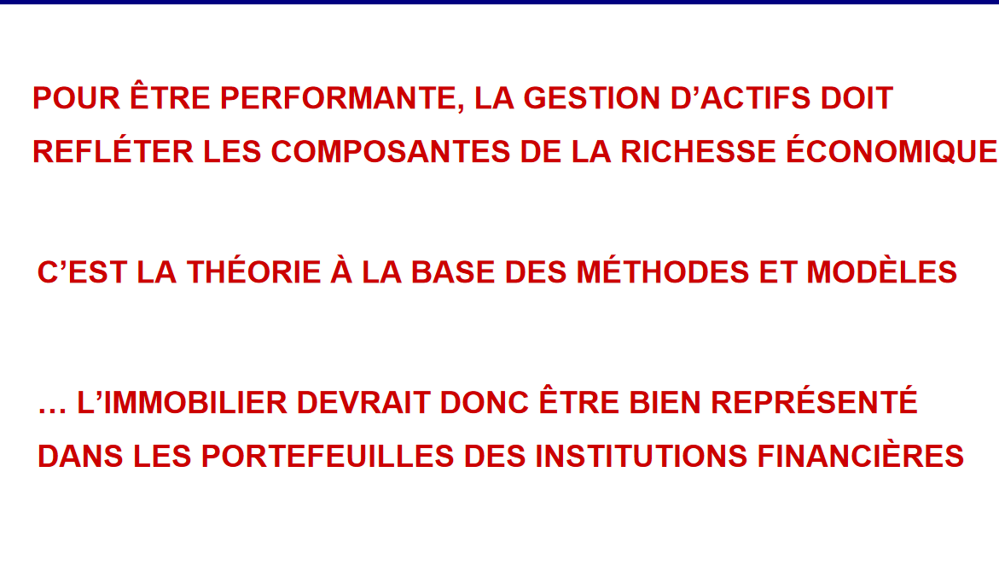 POUR ÊTRE PERFORMANTE, LA GESTION D’ACTIFS DOIT
REFLÉTER LES COMPOSANTES DE LA RICHESSE ÉCONOMIQUE
C’EST LA THÉORIE À LA BASE DES MÉTHODES ET MODÈLES
… L’IMMOBILIER DEVRAIT DONC ÊTRE BIEN REPRÉSENTÉ
DANS LES PORTEFEUILLES DES INSTITUTIONS FINANCIÈRES